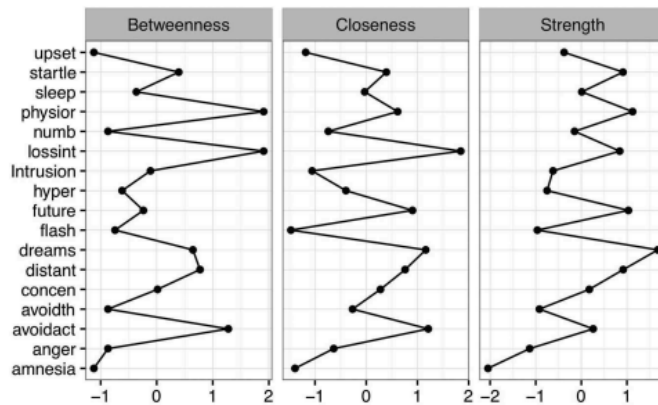 Betweenness Closeness Strength
upset
startle
sleep
physior
numb
lossint
Intrusion
hyper
future
flash
dreams
distant
concen
avoidth
avoidact
anger
amnesia
−1 0 1 2 −1 0 1 2 −2 −1 0 1